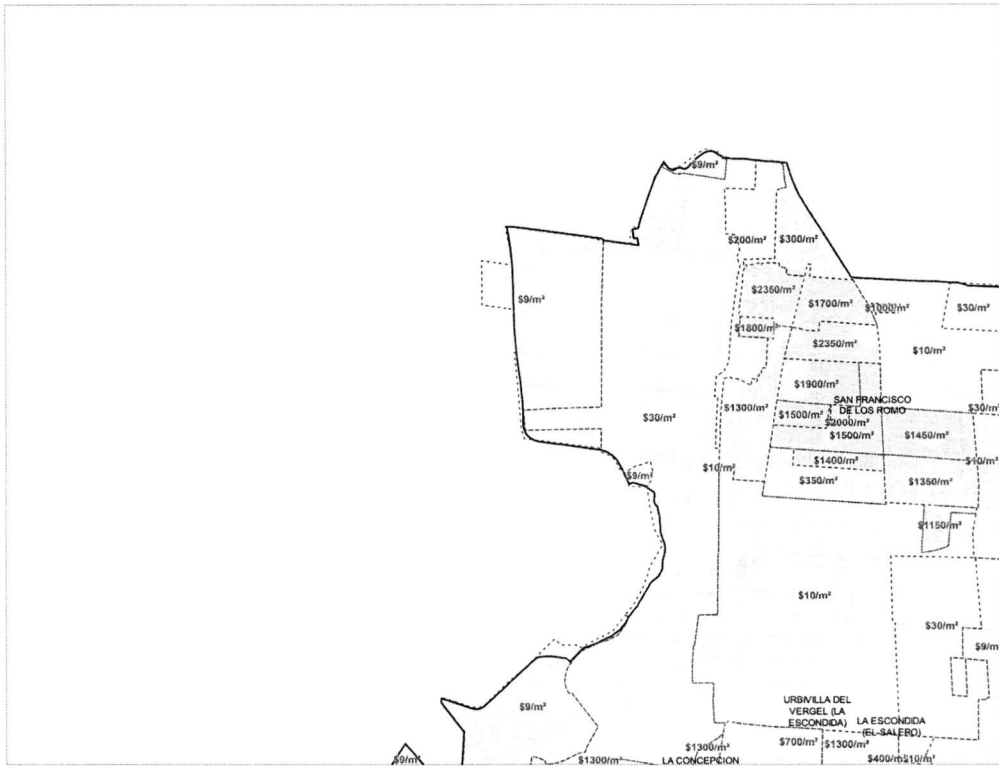 $9/m²
$200/m²
$300/m²
$9/m²
$2350/m²
$1700/m²
$30/m²
$1800/m²
$2350/m²
$10/m²
$1900/m²
SAN FRANCISCO
DE LOS ROMO
$30/m²
$1300/m²
$1500/m²
$2000/m²
$30/m²
$1500/m²
$1450/m²
$9/m²
$10/m²
$1400/m²
$10/m²
$350/m²
$1350/m²
$1150/m²
$10/m²
$30/m²
$9/m
$9/m²
URBIVILLA DEL
VERGEL (LA
ESCONDIDA)
LA ESCONDIDA
(EL SALERO)
$700/m²
$1300/m²
$1300/m²
$9/m²
$1300/m²
LA CONCEPCION
$400/m²
$10/m²